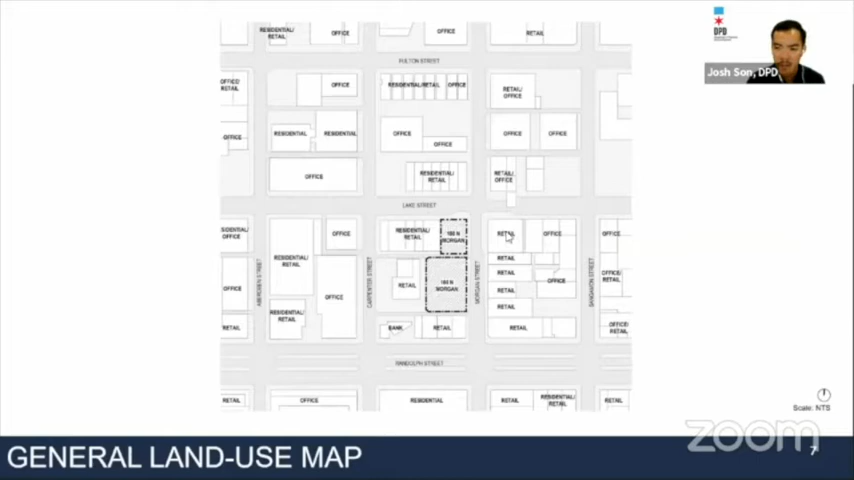 DPD
Josh Son, DPD
RESIDENTIAL/
RETAIL
OFFICE
OFFICE
RETAIL
FULTON STREET
OFFICE/
RETAIL
OFFICE
RESIDENTIAL/RETAIL
OFFICE
RETAIL/
OFFICE
OFFICE
RESIDENTIAL
RESIDENTIAL
OFFICE
OFFICE
OFFICE
OFFICE
OFFICE
RESIDENTIAL/
RETAIL
RETAIL/
OFFICE
LAKE STREET
RESIDENTIAL/
OFFICE
OFFICE
RESIDENTIAL/
RETAIL
MORGAN
RETAIL
OFFICE
OFFICE
RESIDENTIAL/
RETAIL
RETAIL
RETAIL
OFFICE
OFFICE/
RETAIL
ABERDEEN STREET
CARPENTER STREET
MORGAN STREET
SANGAMON STREET
OFFICE
OFFICE
RETAIL
MORGAN
RETAIL
RETAIL
RESIDENTIAL/
RETAIL
RETAIL
BANK
RETAIL
RETAIL
OFFICE/
RETAIL
RANDOLPH STREET
RETAIL
OFFICE
RESIDENTIAL
RETAIL
RESIDENTIAL/
RETAIL
RETAIL
Scale: NTS
zoom
GENERAL LAND-USE MAP
7